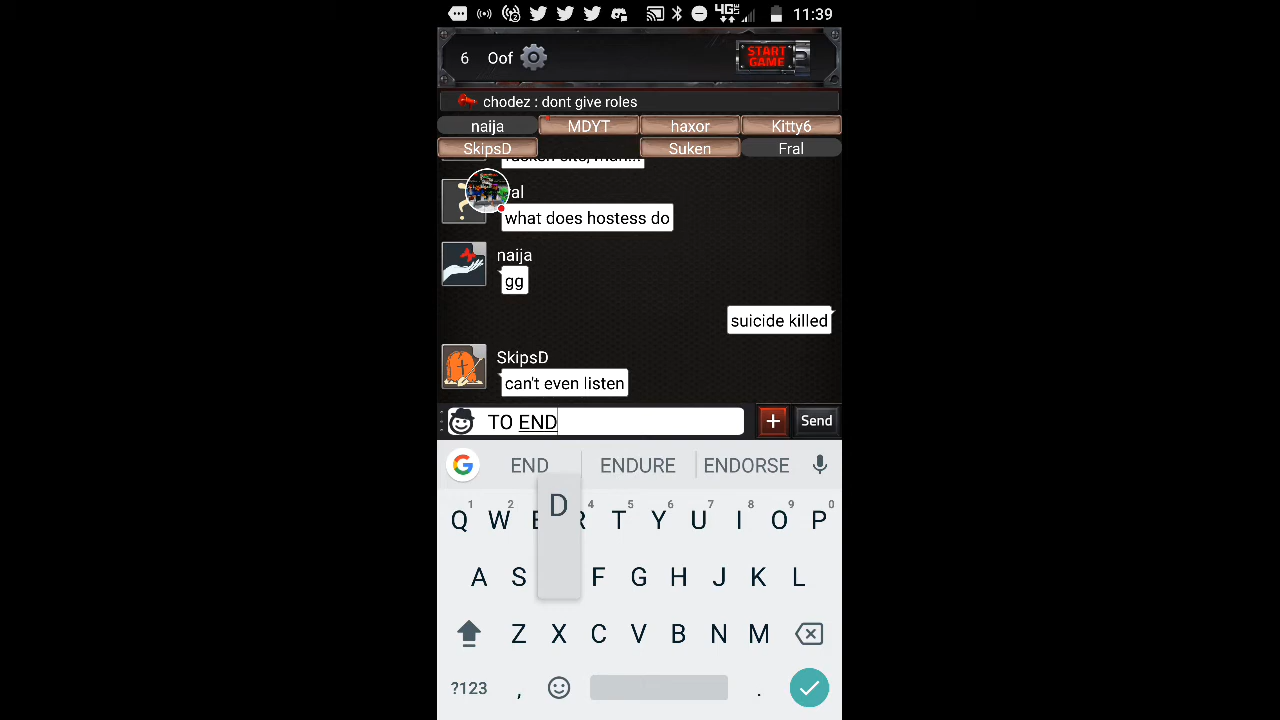 4G 11:39
6 Oof START GAME
chodez : dont give roles
naija MDYT haxor Kitty6
SkipsD Suken Fral
what does hostess do
naija
gg
suicide killed
SkipsD
can't even listen
TO END + Send
G END ENDURE ENDORSE
1 2 4 5 6 7 8 9 0
Q W E R T Y U I O P
D
A S F G H J K L
Z X C V B N M
?123 , .